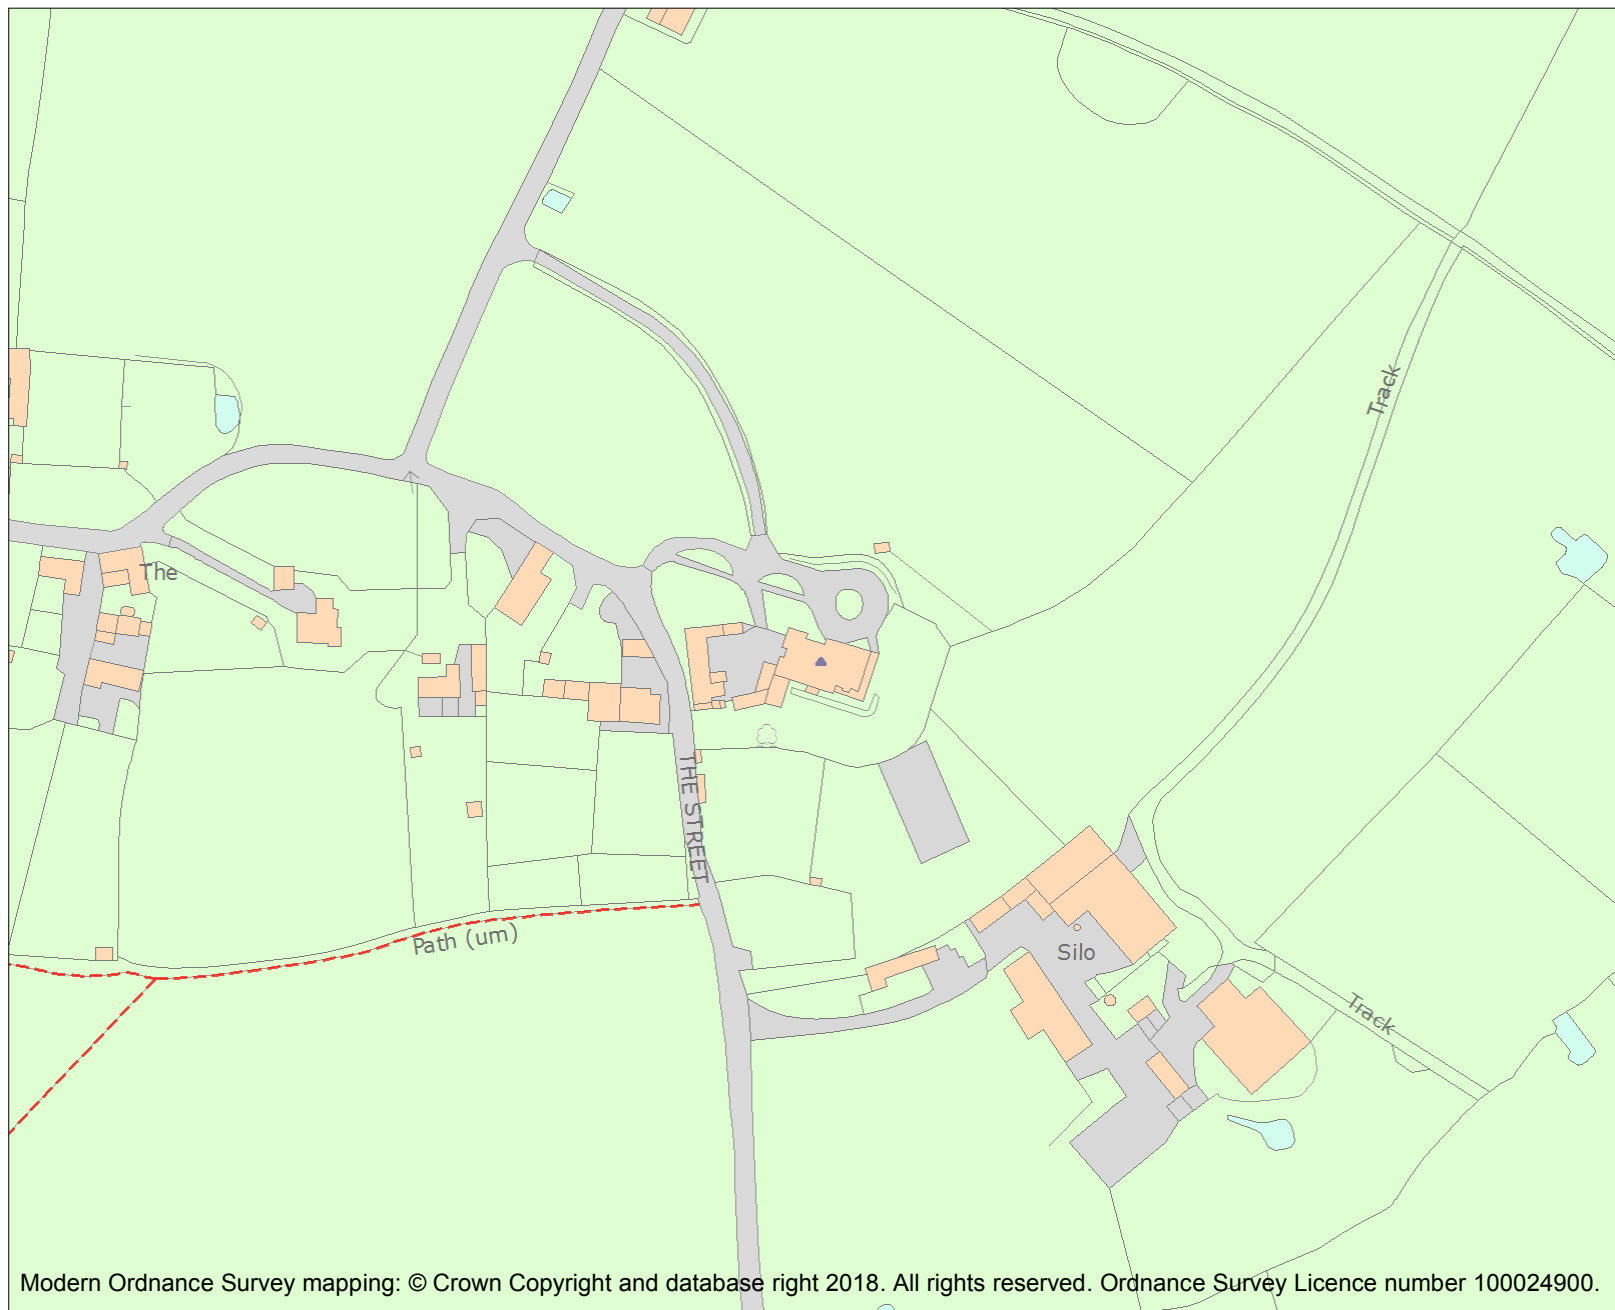 Track
The
THE STREET
Path (um)
Silo
Track
Modern Ordnance Survey mapping: © Crown Copyright and database right 2018. All rights reserved. Ordnance Survey Licence number 100024900.